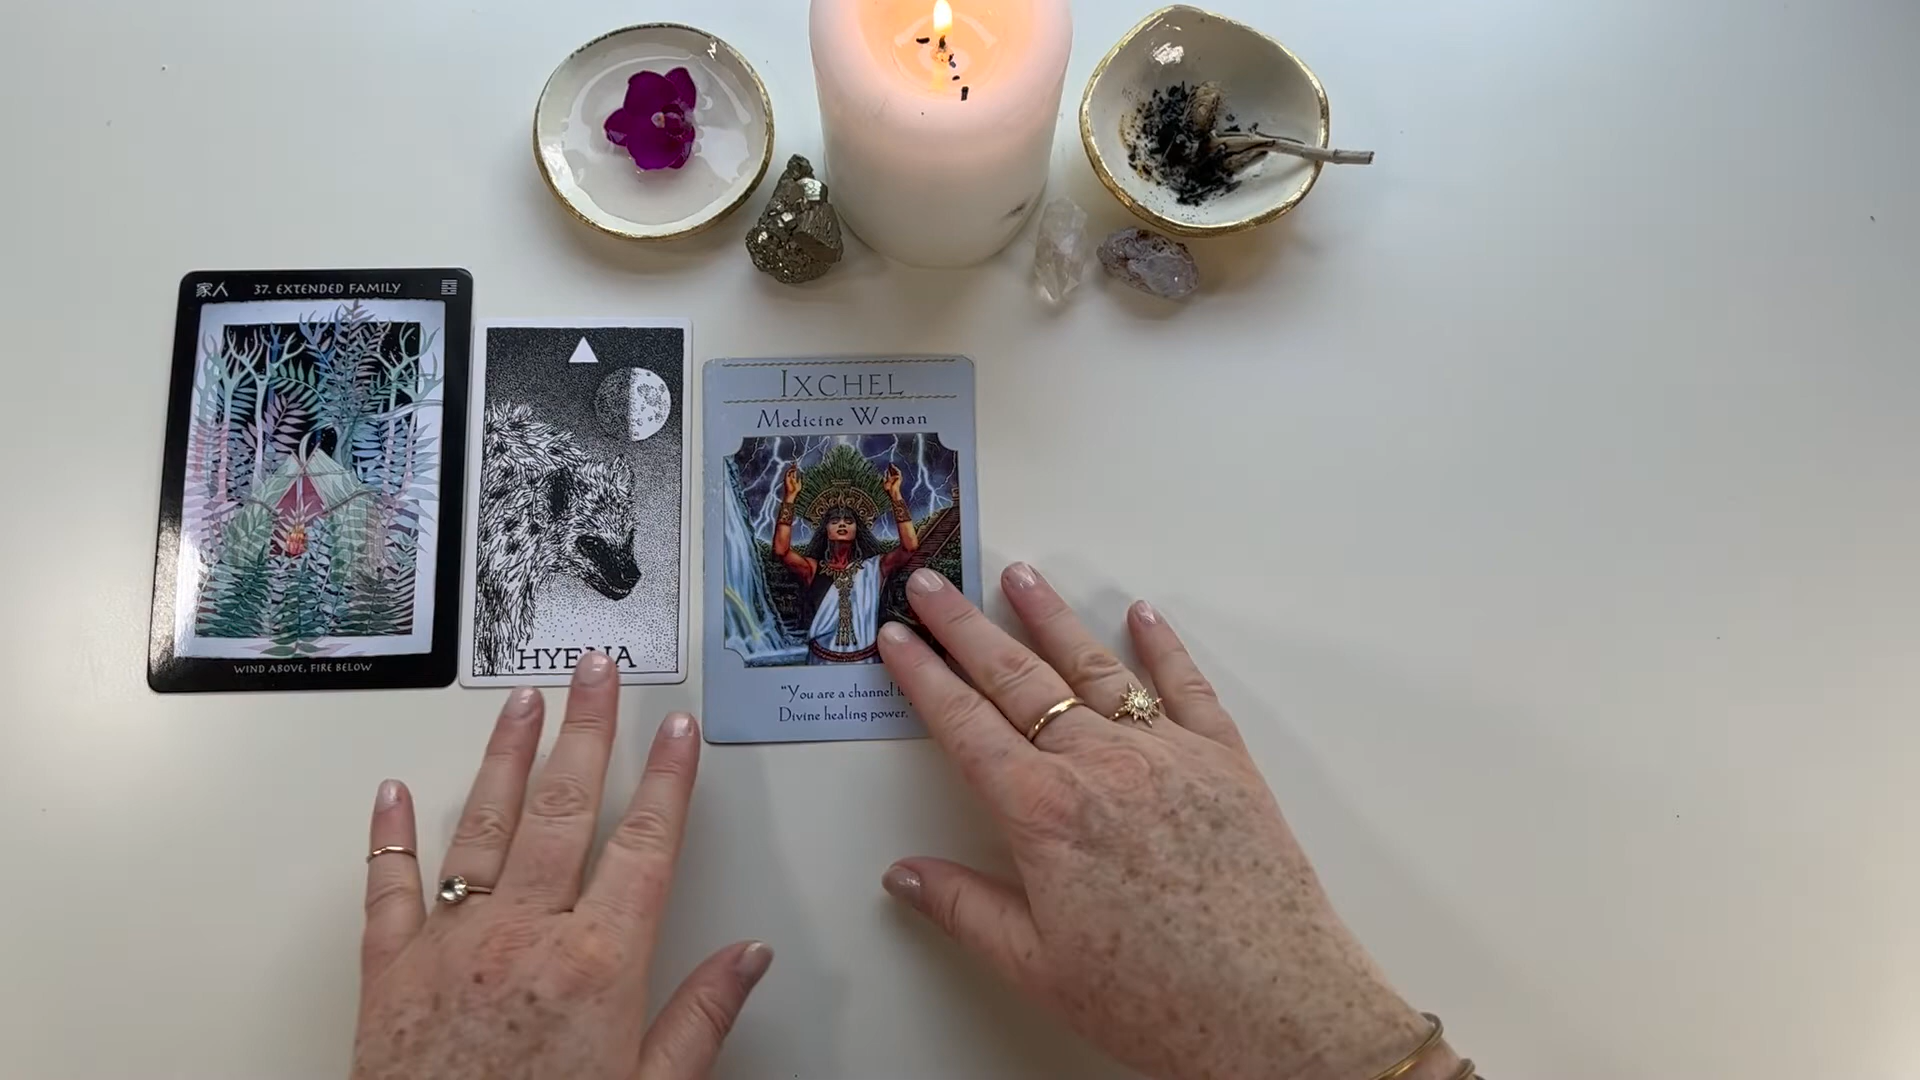 家人 37. EXTENDED FAMILY
WIND ABOVE, FIRE BELOW
HYENA
IXCHEL
Medicine Woman
"You are a channel
Divine healing power."